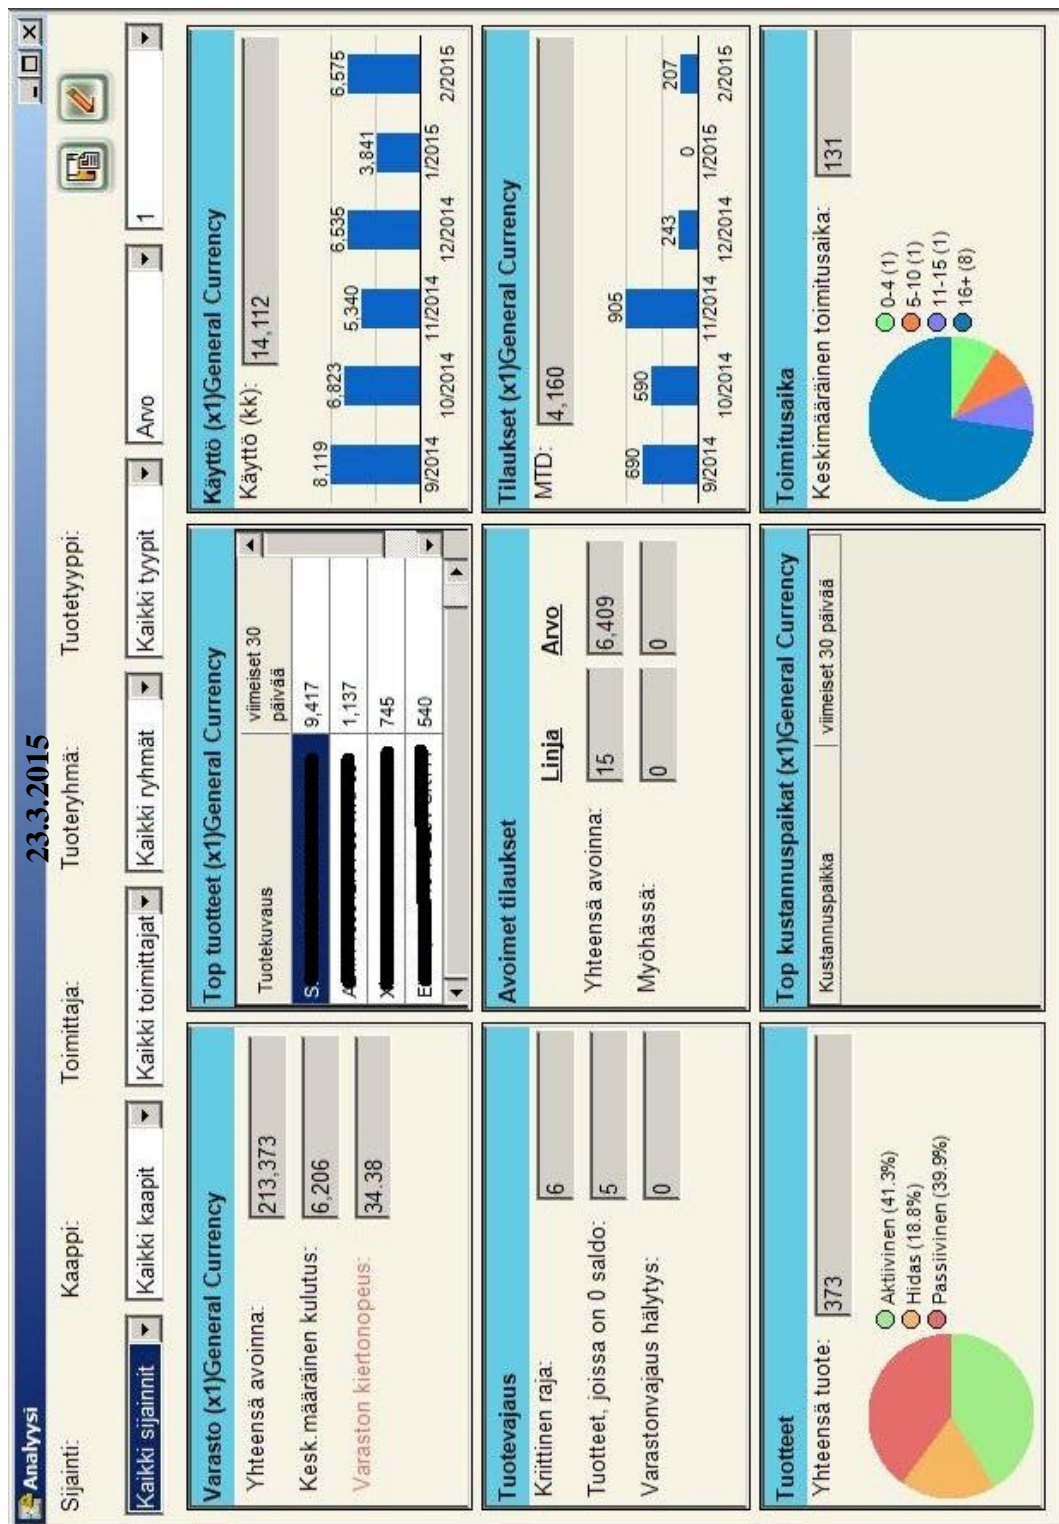 Analyysi
23.3.2015
Sijainti: Kaappi: Toimittaja: Tuoteryhmä: Tuotetyyppi:
Kaikki sijainnit Kaikki kaapit Kaikki toimittajat Kaikki ryhmät Kaikki tyypit Arvo 1
Varasto (x1)General Currency
Yhteensä avoinna: 213,373
Kesk.määräinen kulutus: 6,206
Varaston kiertonopeus: 34.38
Top tuotteet (x1)General Currency
Tuotekuvaus viimeiset 30
päivää
S. 9,417
A 1,137
X 745
E 540
Käyttö (x1)General Currency
Käyttö (kk): 14,112
8,119 6,823 5,340 6,535 3,841 6,575
9/2014 10/2014 11/2014 12/2014 1/2015 2/2015
Tuotevajaus
Kriittinen raja: 6
Tuotteet, joissa on 0 saldo: 5
Varastonvajaus hälytys: 0
Avoimet tilaukset
Linja Arvo
Yhteensä avoinna: 15 6,409
Myöhässä: 0 0
Tilaukset (x1)General Currency
MTD: 4,160
690 590 905 243 0 207
9/2014 10/2014 11/2014 12/2014 1/2015 2/2015
Tuotteet
Yhteensä tuote: 373
Aktiivinen (41.3%)
Hidas (18.8%)
Passiivinen (39.9%)
Top kustannuspaikat (x1)General Currency
Kustannuspaikka viimeiset 30 päivää
Toimitusaika
Keskimääräinen toimitusaika: 131
0-4 (1)
5-10 (1)
11-15 (1)
16+ (8)